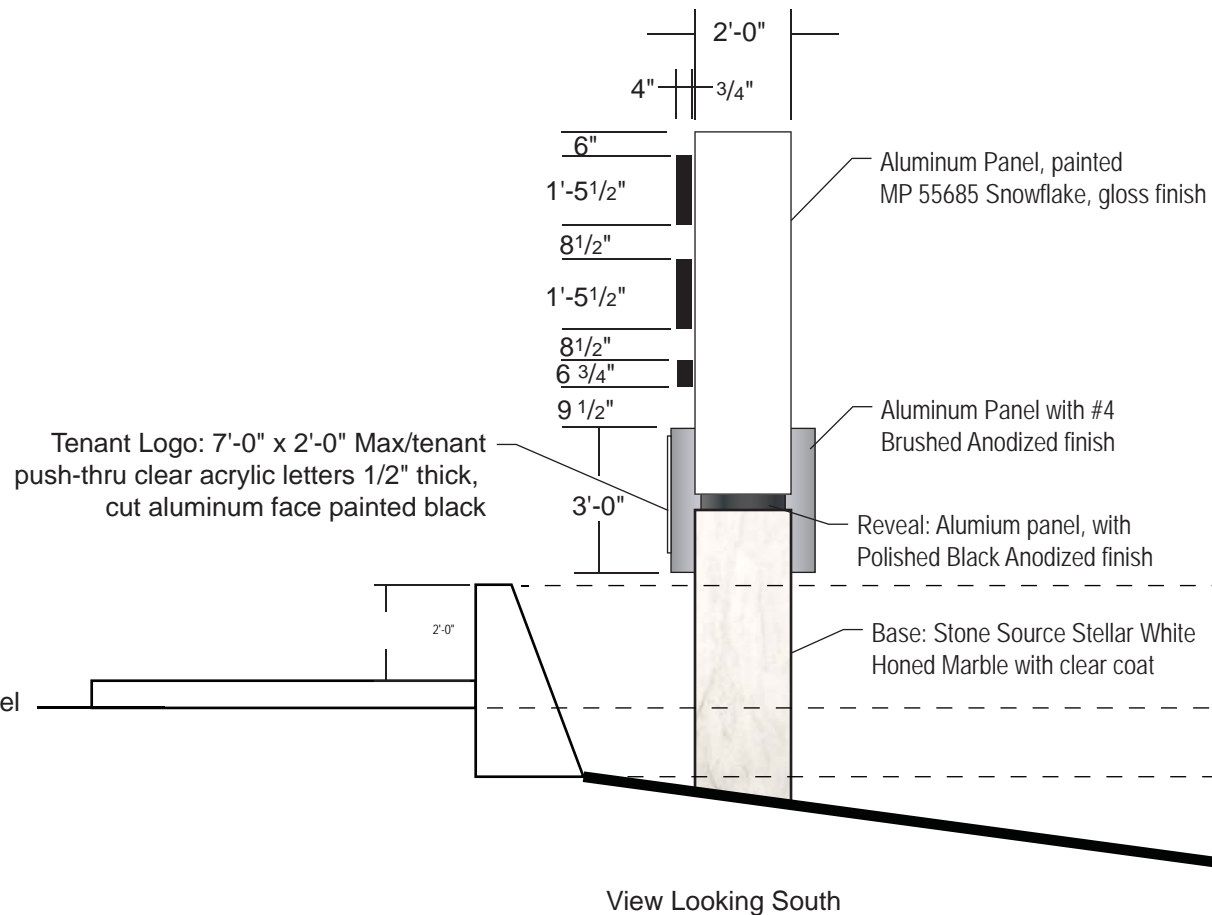 2'-0"
4" 3/4"
6"
1'-51/2"
81/2"
1'-51/2"
81/2"
6 3/4"
9 1/2"
3'-0"
Aluminum Panel, painted
MP 55685 Snowflake, gloss finish
Aluminum Panel with #4
Brushed Anodized finish
Tenant Logo: 7'-0" x 2'-0" Max/tenant
push-thru clear acrylic letters 1/2" thick,
cut aluminum face painted black
Reveal: Alumium panel, with
Polished Black Anodized finish
2'-0"
Base: Stone Source Stellar White
Honed Marble with clear coat
el
View Looking South